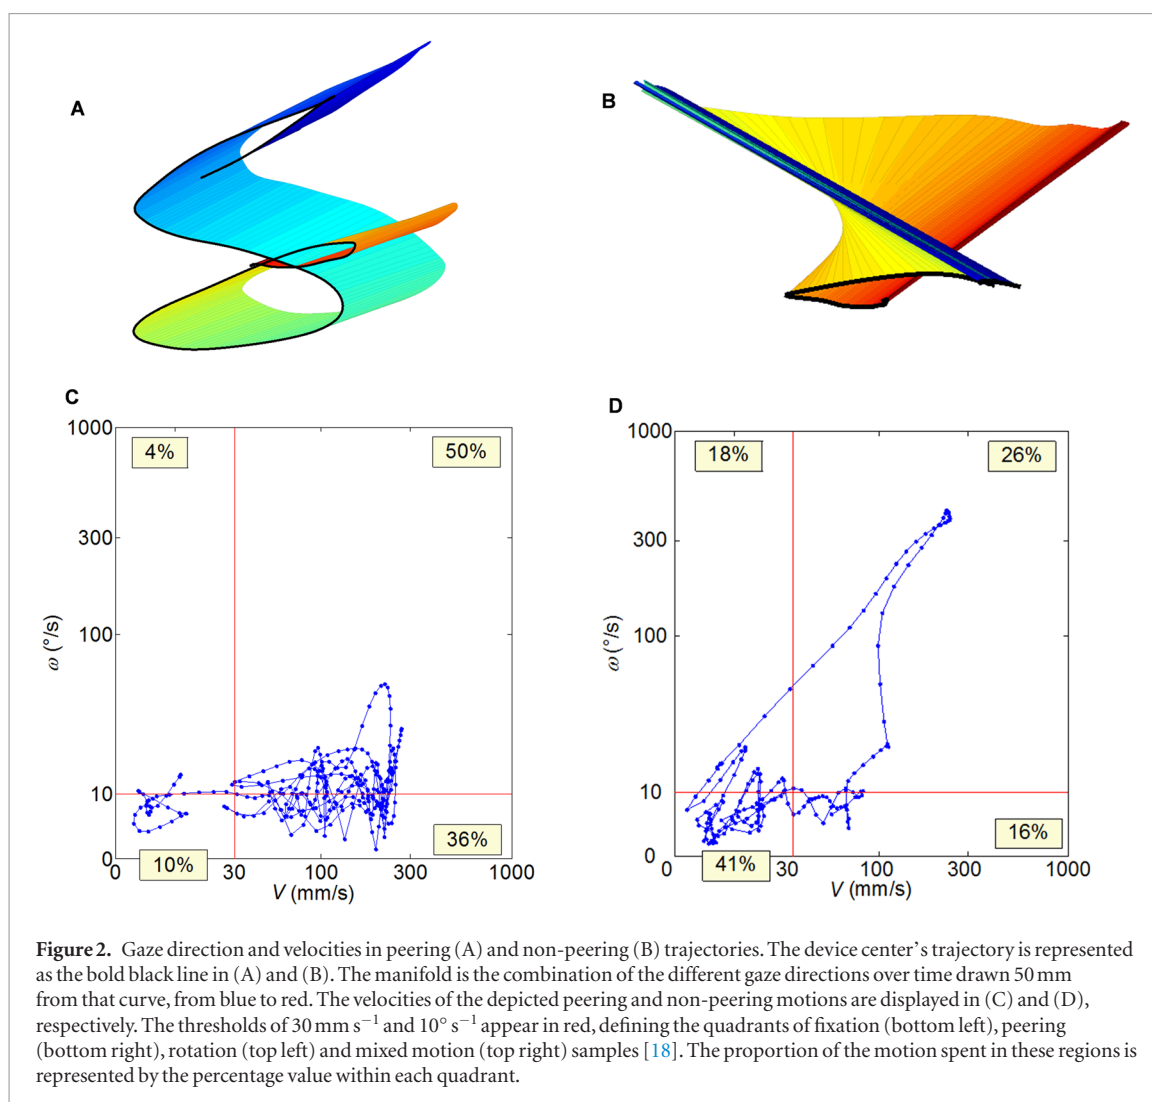 A
B
C
1000
4%
50%
300
ω (°/s)
100
10
36%
10%
0
0
30
100
300
1000
V (mm/s)
D
1000
18%
26%
300
ω (°/s)
100
10
16%
41%
0
0
30
100
300
1000
V (mm/s)
Figure 2. Gaze direction and velocities in peering (A) and non-peering (B) trajectories. The device center’s trajectory is represented
as the bold black line in (A) and (B). The manifold is the combination of the different gaze directions over time drawn 50 mm
from that curve, from blue to red. The velocities of the depicted peering and non-peering motions are displayed in (C) and (D),
respectively. The thresholds of 30 mm s⁻¹ and 10° s⁻¹ appear in red, defining the quadrants of fixation (bottom left), peering
(bottom right), rotation (top left) and mixed motion (top right) samples [18]. The proportion of the motion spent in these regions is
represented by the percentage value within each quadrant.